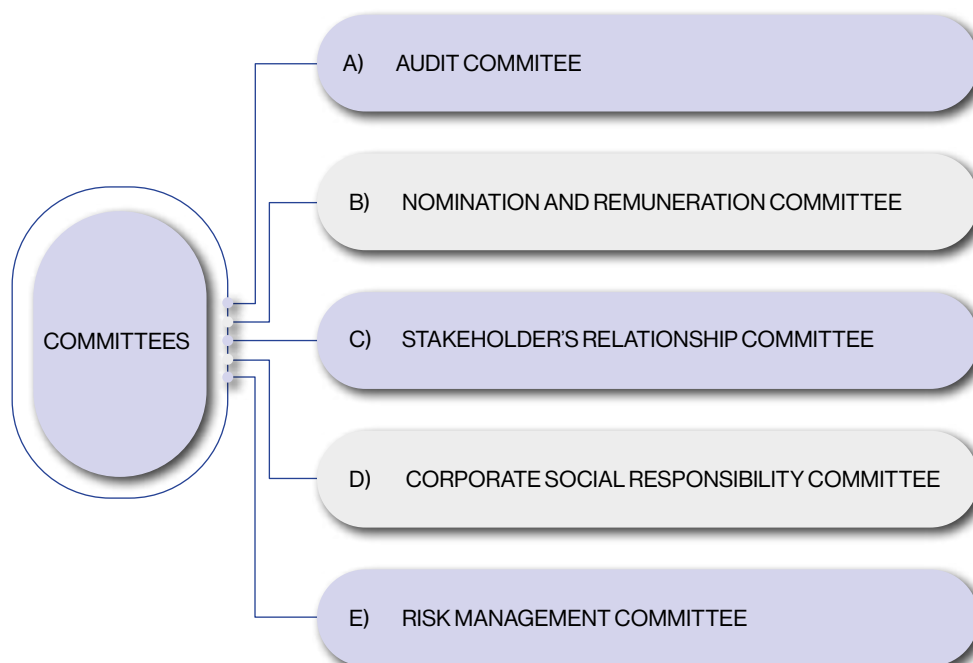 A) AUDIT COMMITEE
B) NOMINATION AND REMUNERATION COMMITTEE
COMMITTEES
C) STAKEHOLDER’S RELATIONSHIP COMMITTEE
D) CORPORATE SOCIAL RESPONSIBILITY COMMITTEE
E) RISK MANAGEMENT COMMITTEE